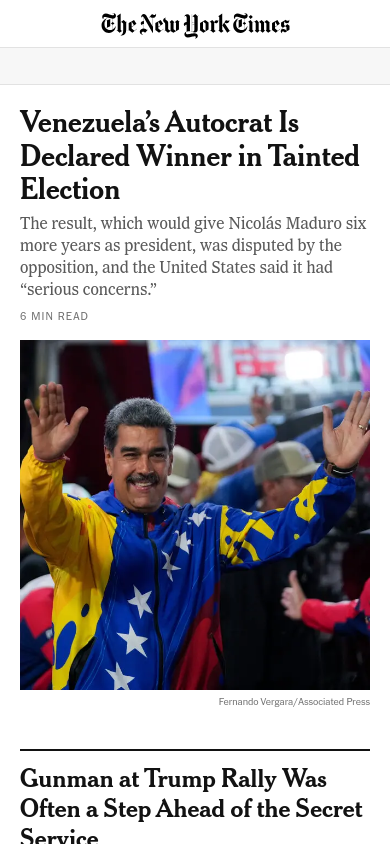 The New York Times
Venezuela’s Autocrat Is
Declared Winner in Tainted
Election
The result, which would give Nicolás Maduro six
more years as president, was disputed by the
opposition, and the United States said it had
“serious concerns.”
6 MIN READ
Fernando Vergara/Associated Press
Gunman at Trump Rally Was
Often a Step Ahead of the Secret
Service